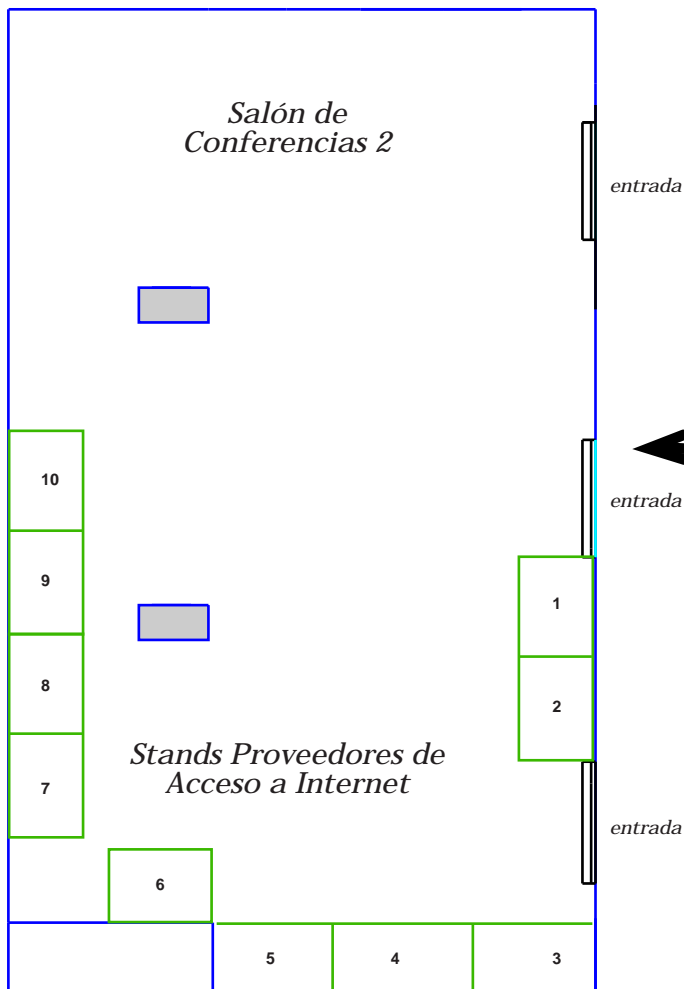 Salón de
Conferencias 2
entrada
10
entrada
9
1
8
2
Stands Proveedores de
Acceso a Internet
7
entrada
6
5
4
3